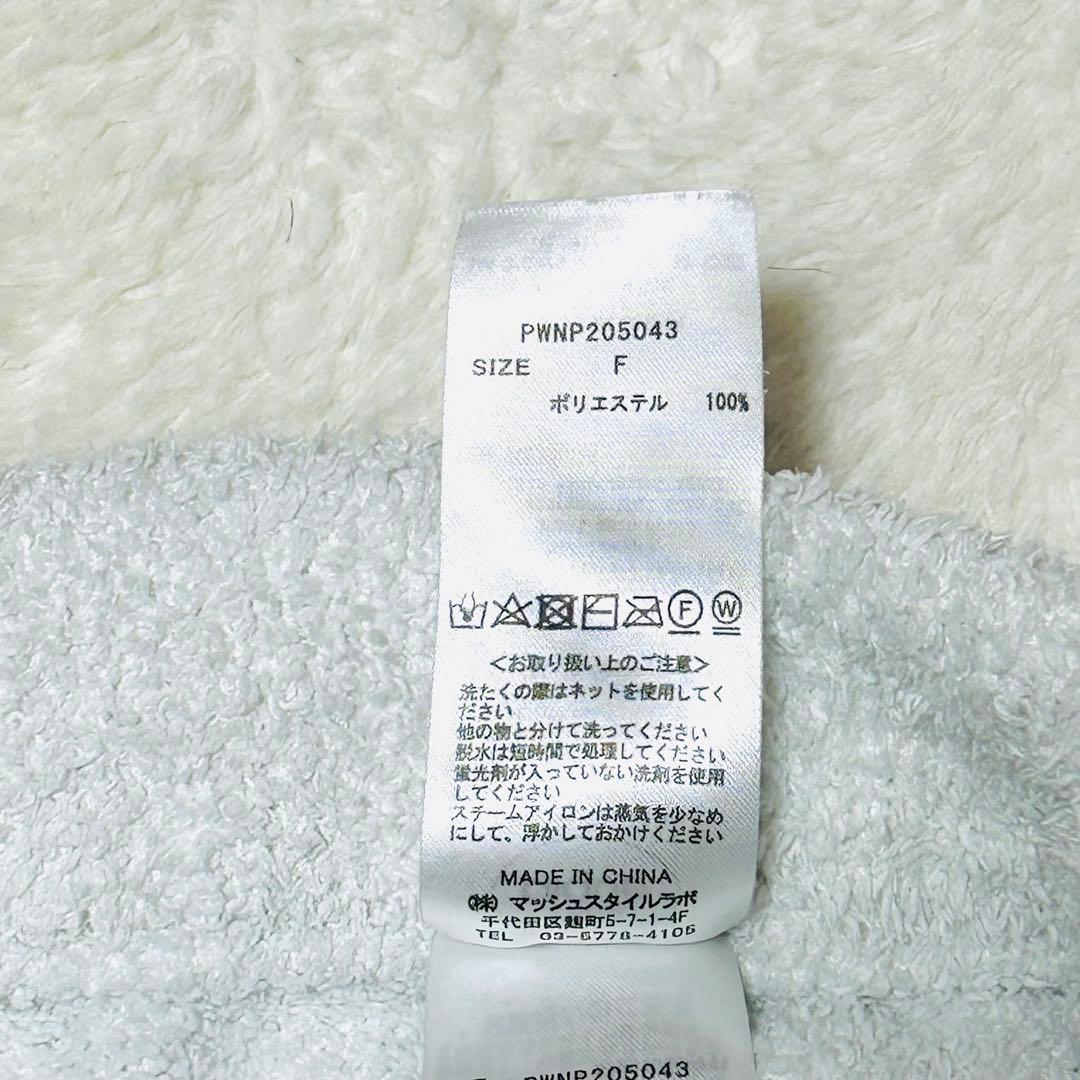 PWNP205043
SIZE F
ポリエステル 100%
F W
<お取り扱い上のご注意>
洗たくの際はネットを使用してく
ださい
他の物と分けて洗ってください
脱水は短時間で処理してください
蛍光剤が入っていない洗剤を使用
してください
スチームアイロンは蒸気を少なめ
にして、浮かしておかけください
MADE IN CHINA
(株) マッシュスタイルラボ
千代田区麹町5-7-1-4F
TEL 03-6778-4105
PWNP205043